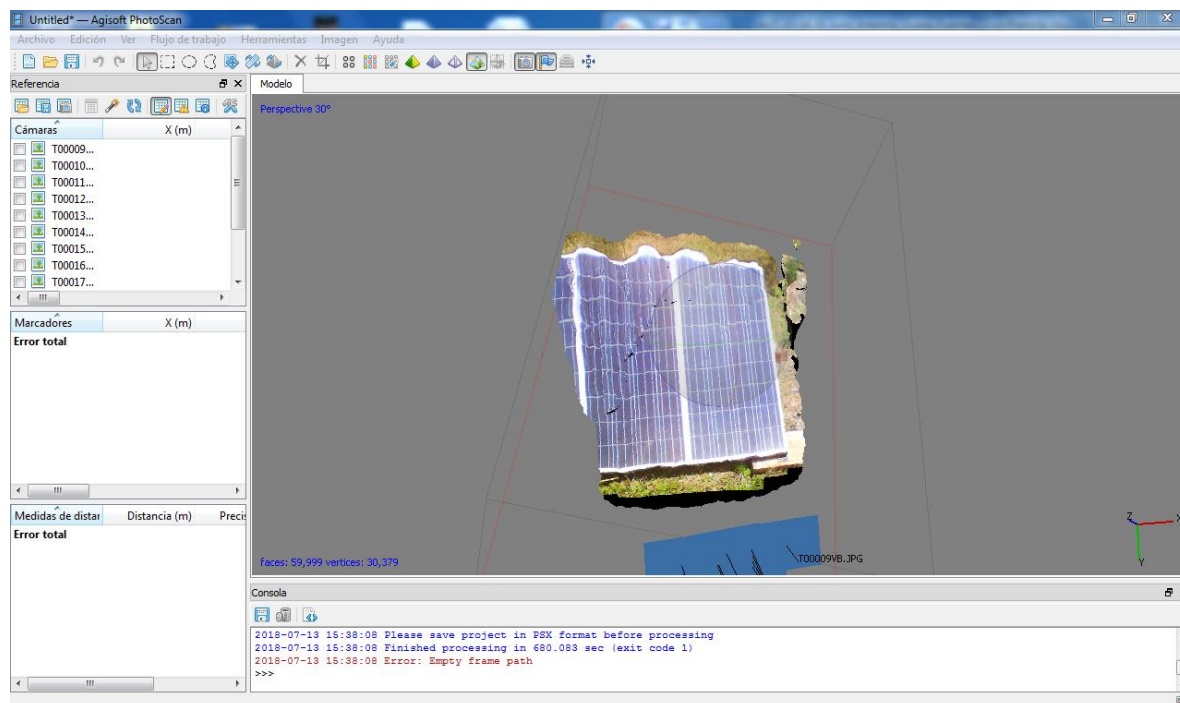 Untitled* — Agisoft PhotoScan
Archivo Edición Ver Flujo de trabajo Herramientas Imagen Ayuda
Referencia
Modelo
Perspective 30°
Cámaras X (m)
T00009...
T00010...
T00011...
T00012...
T00013...
T00014...
T00015...
T00016...
T00017...
Marcadores X (m)
Error total
Medidas de distar Distancia (m) Precis
Error total
Z X
Y
T00009VB.JPG
faces: 59,999 vertices: 30,379
Consola
2018-07-13 15:38:08 Please save project in PSX format before processing
2018-07-13 15:38:08 Finished processing in 680.083 sec (exit code 1)
2018-07-13 15:38:08 Error: Empty frame path
>>>